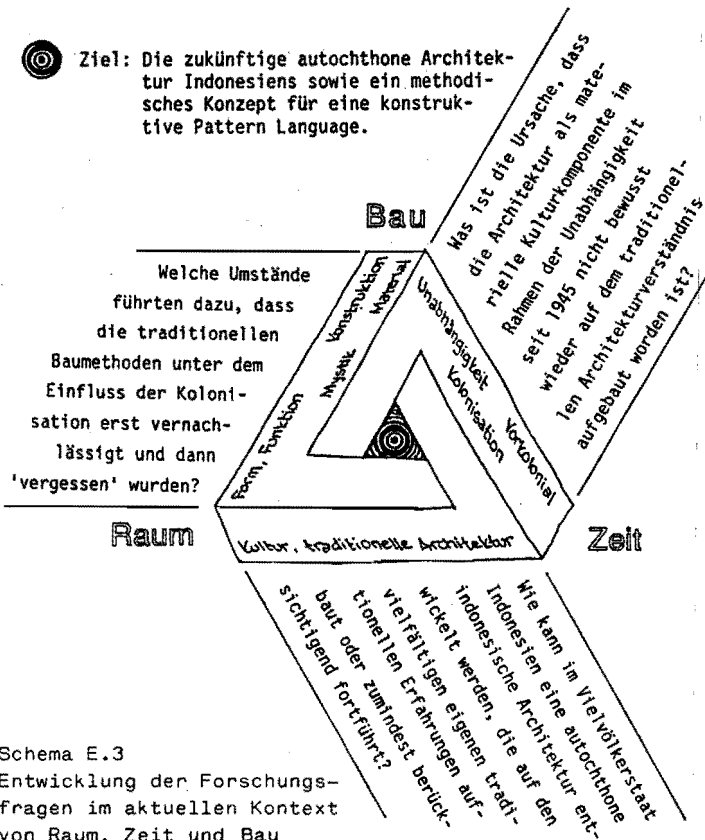 Ziel: Die zukünftige autochthone Architek-
tur Indonesiens sowie ein methodi-
sches Konzept für eine konstruk-
tive Pattern Language.
Bau
Was ist die Ursache, dass
die Architektur als mate-
rielle Kulturkomponente im
Rahmen der Unabhängigkeit
seit 1945 nicht bewusst
wieder auf dem traditionel-
len Architekturverständnis
aufgebaut worden ist?
Welche Umstände
führten dazu, dass
die traditionellen
Baumethoden unter dem
Einfluss der Koloni-
sation erst vernach-
lässigt und dann
'vergessen' wurden?
Konstruktion
Material
Mystik
Form, Funktion
Unabhängigkeit
Kolonisation
Vorkolonial
Raum
Kultur, traditionelle Architektur
Zeit
Wie kann im Vielvölkerstaat
Indonesien eine autochthone
indonesische Architektur ent-
wickelt werden, die auf den
vielfältigen eigenen tradi-
tionellen Erfahrungen auf-
baut oder zumindest berück-
sichtigend fortführt?
Schema E.3
Entwicklung der Forschungs-
fragen im aktuellen Kontext
von Raum, Zeit und Bau